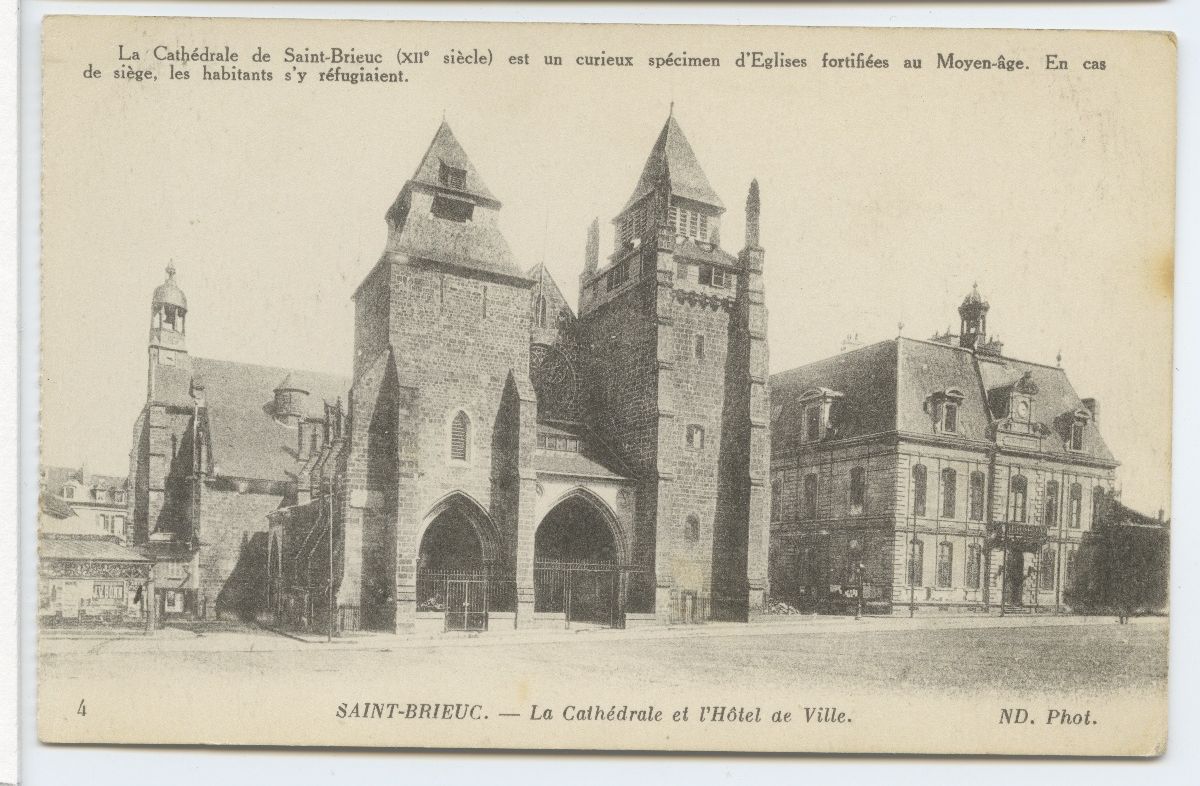 La Cathédrale de Saint-Brieuc (XIIe siècle) est un curieux spécimen d'Eglises fortifiées au Moyen-âge. En cas
de siège, les habitants s'y réfugiaient.
4 SAINT-BRIEUC. — La Cathédrale et l'Hôtel de Ville. ND. Phot.